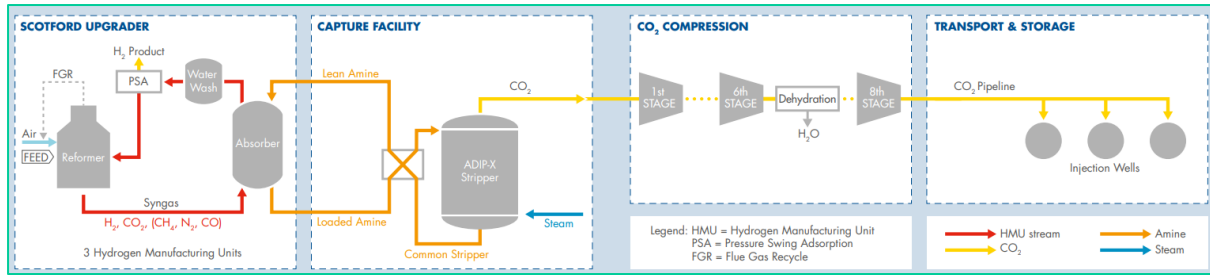 SCOTFORD UPGRADER
H₂ Product
FGR
PSA
Water
Wash
Air
FEED
Reformer
Absorber
Syngas
H₂, CO₂, (CH₄, N₂, CO)
3 Hydrogen Manufacturing Units
CAPTURE FACILITY
Lean Amine
CO₂
ADIP-X
Stripper
Loaded Amine
Steam
Common Stripper
CO₂ COMPRESSION
1st
STAGE
6th
STAGE
Dehydration
H₂O
8th
STAGE
TRANSPORT & STORAGE
CO₂ Pipeline
Injection Wells
Legend: HMU = Hydrogen Manufacturing Unit
PSA = Pressure Swing Adsorption
FGR = Flue Gas Recycle
HMU stream
CO₂
Amine
Steam